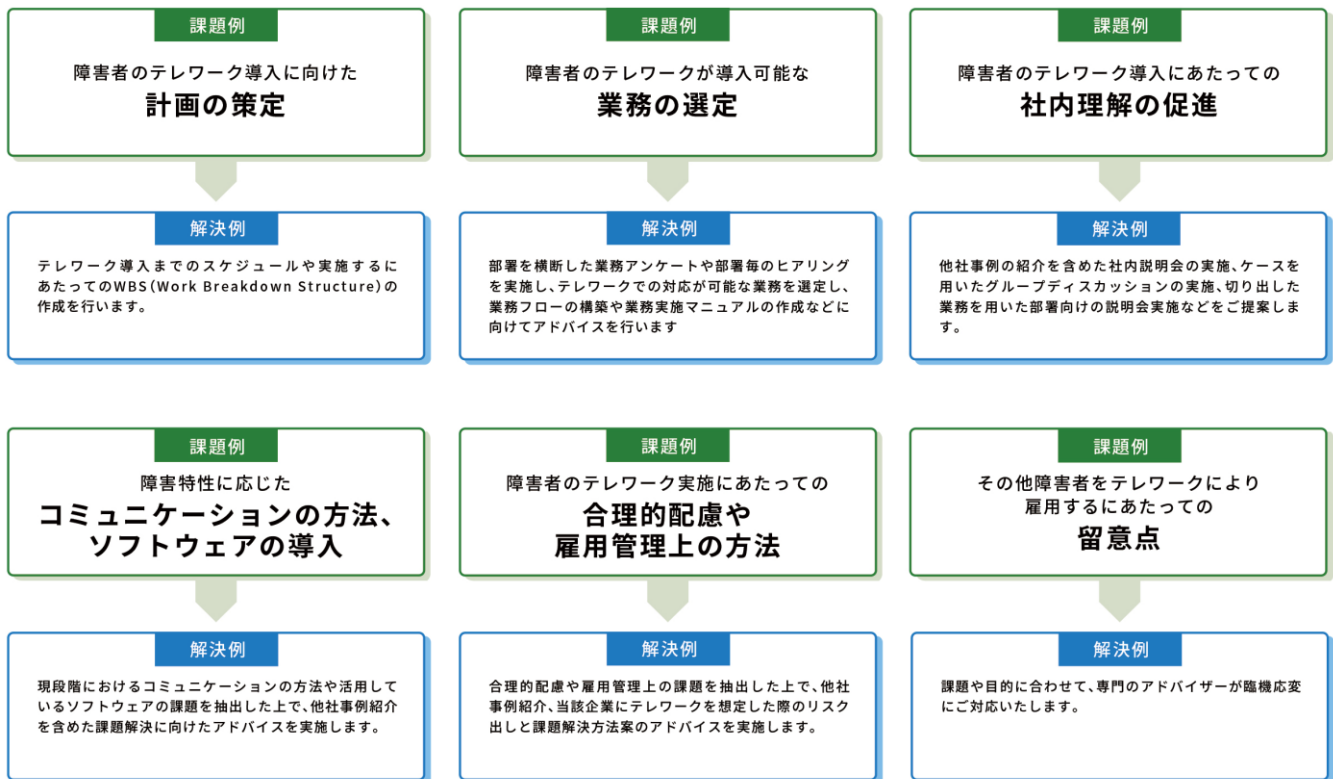 課題例
障害者のテレワーク導入に向けた
計画の策定
解決例
テレワーク導入までのスケジュールや実施するに
あたってのWBS(Work Breakdown Structure)の
作成を行います。
課題例
障害者のテレワークが導入可能な
業務の選定
解決例
部署を横断した業務アンケートや部署毎のヒアリング
を実施し、テレワークでの対応が可能な業務を選定し、
業務フローの構築や業務実施マニュアルの作成などに
向けてアドバイスを行います
課題例
障害者のテレワーク導入にあたっての
社内理解の促進
解決例
他社事例の紹介を含めた社内説明会の実施、ケースを
用いたグループディスカッションの実施、切り出した
業務を用いた部署向けの説明会実施などをご提案しま
す。
課題例
障害特性に応じた
コミュニケーションの方法、
ソフトウェアの導入
解決例
現段階におけるコミュニケーションの方法や活用して
いるソフトウェアの課題を抽出した上で、他社事例紹介
を含めた課題解決に向けたアドバイスを実施します。
課題例
障害者のテレワーク実施にあたっての
合理的配慮や
雇用管理上の方法
解決例
合理的配慮や雇用管理上の課題を抽出した上で、他社
事例紹介、当該企業にテレワークを想定した際のリスク
出しと課題解決方法案のアドバイスを実施します。
課題例
その他障害者をテレワークにより
雇用するにあたっての
留意点
解決例
課題や目的に合わせて、専門のアドバイザーが臨機応変
にご対応いたします。